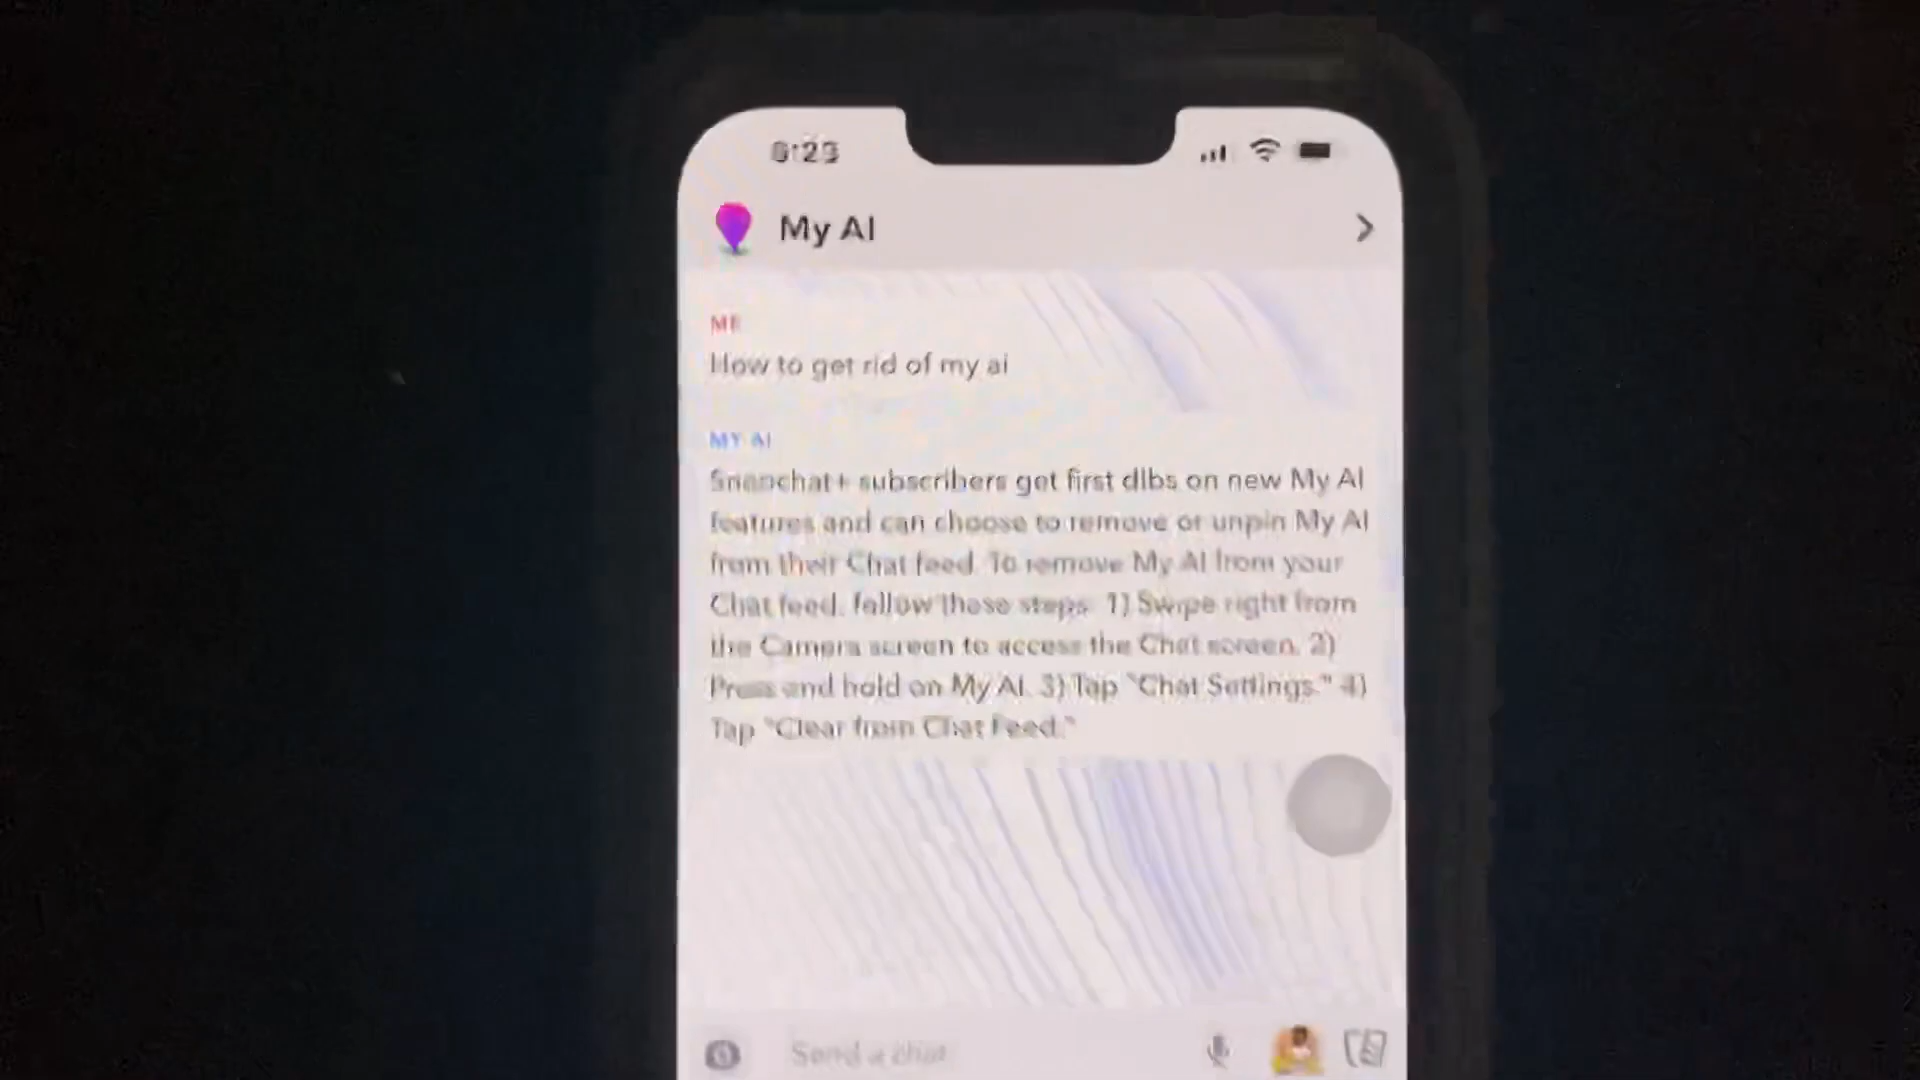 My AI
ME
How to get rid of my ai
MY AI
Snapchat+ subscribers get first dibs on new My AI
features and can choose to remove or unpin My AI
from their Chat feed. To remove My AI from your
Chat feed, follow these steps: 1) Swipe right from
the Camera screen to access the Chat screen. 2)
Press and hold on My AI. 3) Tap "Chat Settings." 4)
Tap "Clear from Chat Feed."
Send a chat